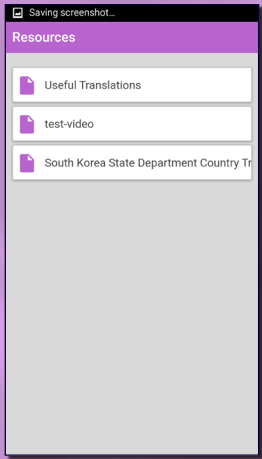 Saving screenshot...
Resources
Useful Translations
test-video
South Korea State Department Country Tr